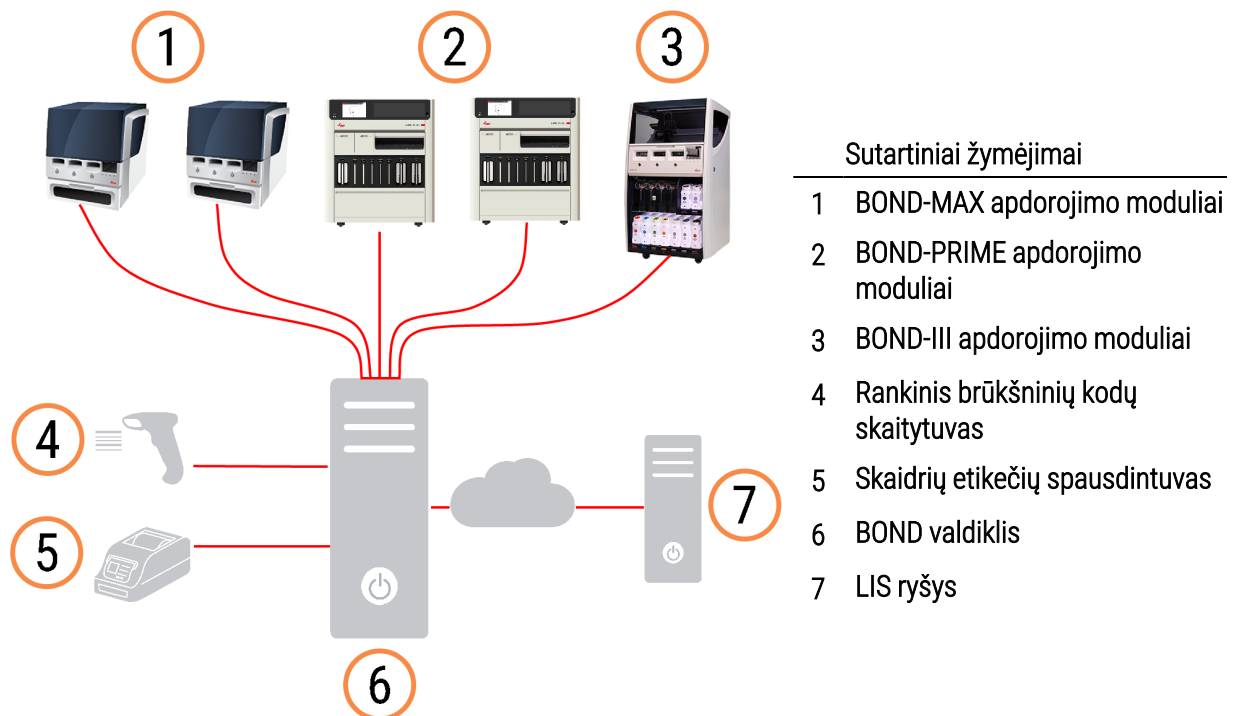 1
2
3
4
5
6
7
Sutartiniai žymėjimai
1 BOND-MAX apdorojimo moduliai
2 BOND-PRIME apdorojimo
moduliai
3 BOND-III apdorojimo moduliai
4 Rankinis brūkšninių kodų
skaitytuvas
5 Skaidrių etikečių spausdintuvas
6 BOND valdiklis
7 LIS ryšys